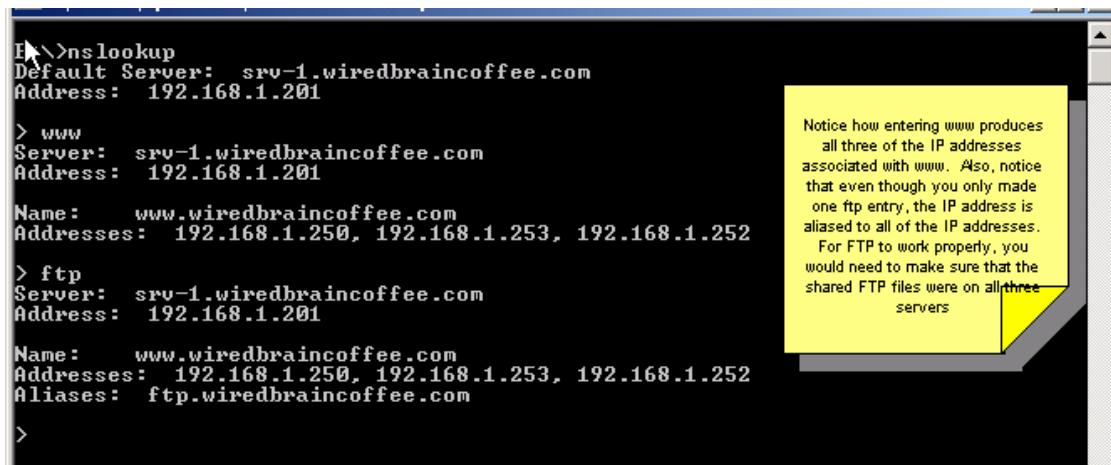 E:\>nslookup
Default Server:  srv-1.wiredbraincoffee.com
Address:  192.168.1.201
> www
Server:  srv-1.wiredbraincoffee.com
Address:  192.168.1.201
Name:    www.wiredbraincoffee.com
Addresses:  192.168.1.250, 192.168.1.253, 192.168.1.252
> ftp
Server:  srv-1.wiredbraincoffee.com
Address:  192.168.1.201
Name:    www.wiredbraincoffee.com
Addresses:  192.168.1.250, 192.168.1.253, 192.168.1.252
Aliases:  ftp.wiredbraincoffee.com
>
Notice how entering www produces
all three of the IP addresses
associated with www.  Also, notice
that even though you only made
one ftp entry, the IP address is
aliased to all of the IP addresses.
For FTP to work properly, you
would need to make sure that the
shared FTP files were on all three
servers